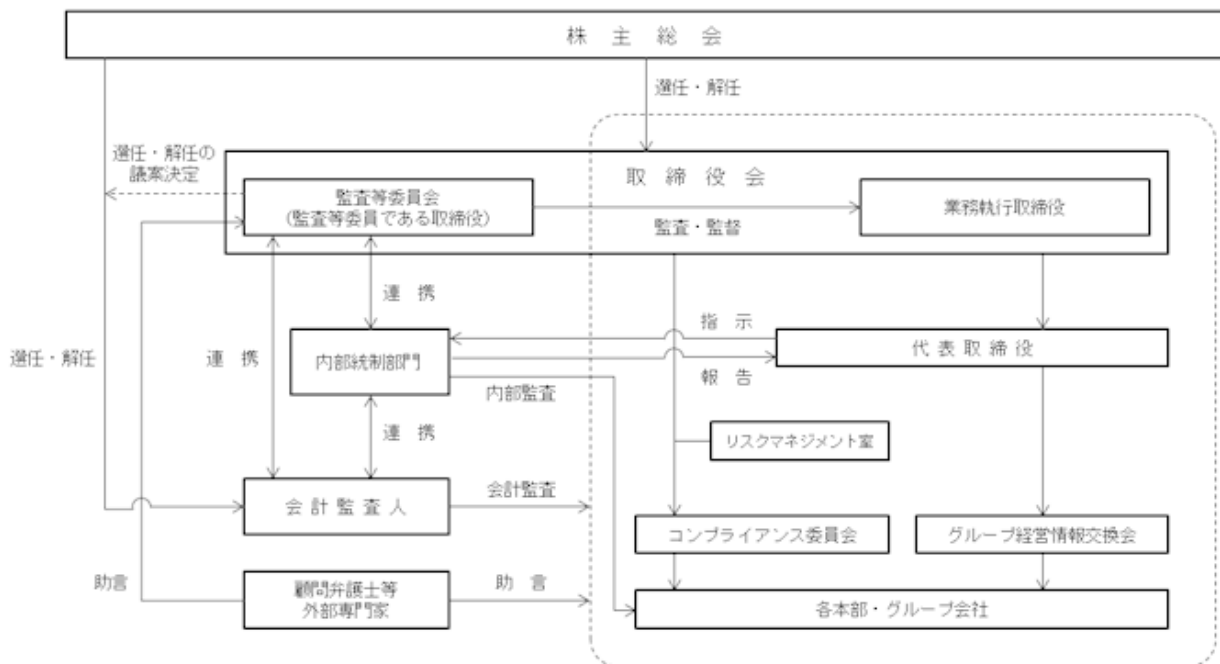 株主総会
選任・解任
選任・解任の
議案決定
取締役会
監査等委員会
(監査等委員である取締役)
業務執行取締役
監査・監督
連携
指示
代表取締役
選任・解任
連携
内部統制部門
報告
内部監査
連携
リスクマネジメント室
会計監査
会計監査人
コンプライアンス委員会
グループ経営情報交換会
助言
顧問弁護士等
外部専門家
助言
各本部・グループ会社